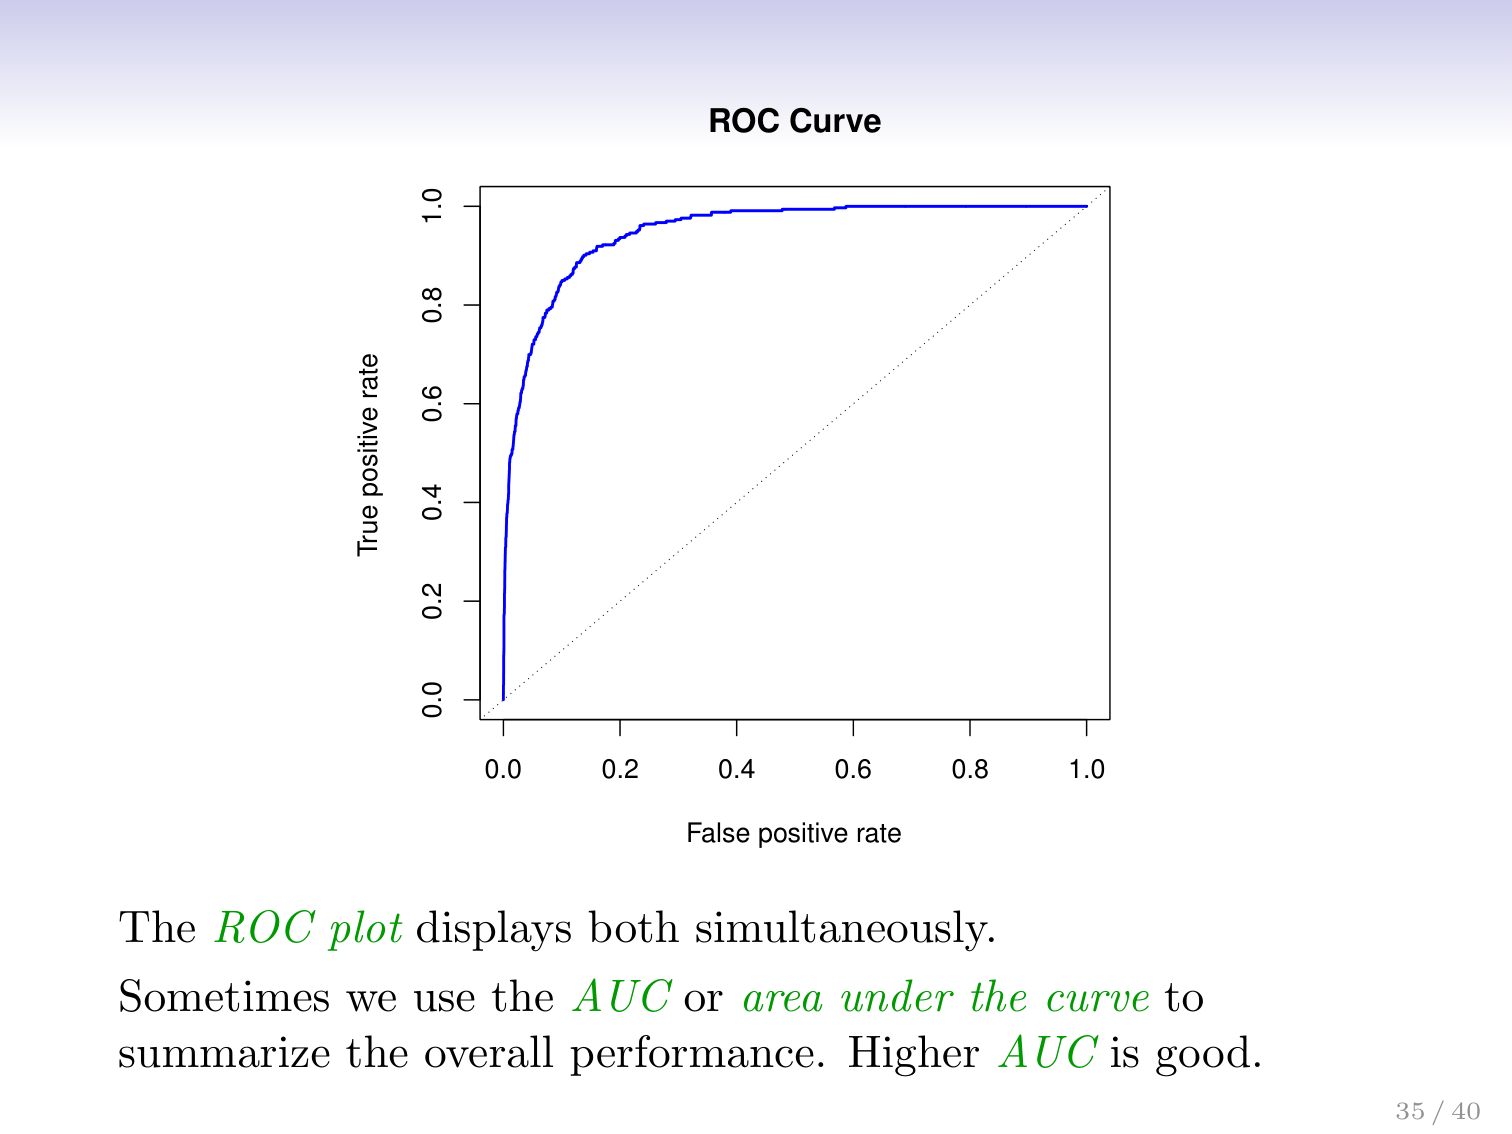 ROC Curve
True positive rate
1.0
0.8
0.6
0.4
0.2
0.0
0.0 0.2 0.4 0.6 0.8 1.0
False positive rate
The ROC plot displays both simultaneously.
Sometimes we use the AUC or area under the curve to
summarize the overall performance. Higher AUC is good.
35 / 40